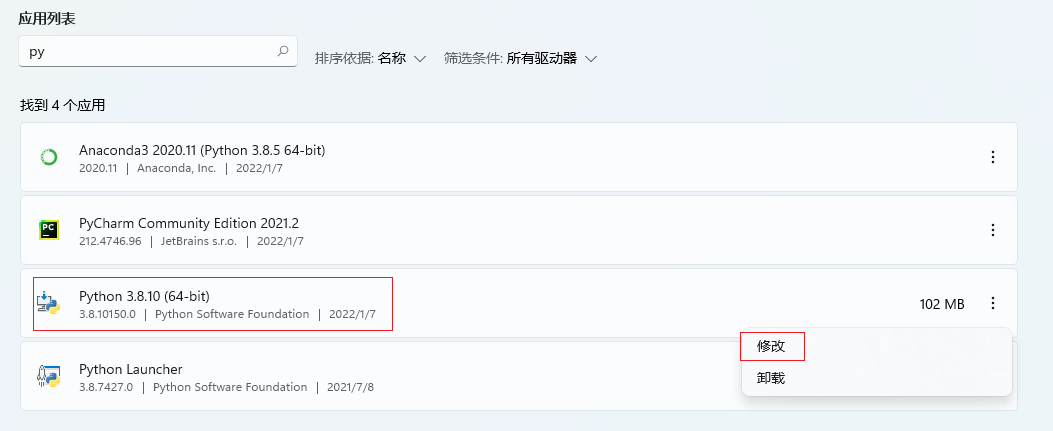 应用列表
py
排序依据: 名称 筛选条件: 所有驱动器
找到 4 个应用
Anaconda3 2020.11 (Python 3.8.5 64-bit)
2020.11 | Anaconda, Inc. | 2022/1/7
PC
PyCharm Community Edition 2021.2
212.4746.96 | JetBrains s.r.o. | 2022/1/7
Python 3.8.10 (64-bit)
3.8.10150.0 | Python Software Foundation | 2022/1/7
102 MB
修改
卸载
Python Launcher
3.8.7427.0 | Python Software Foundation | 2021/7/8